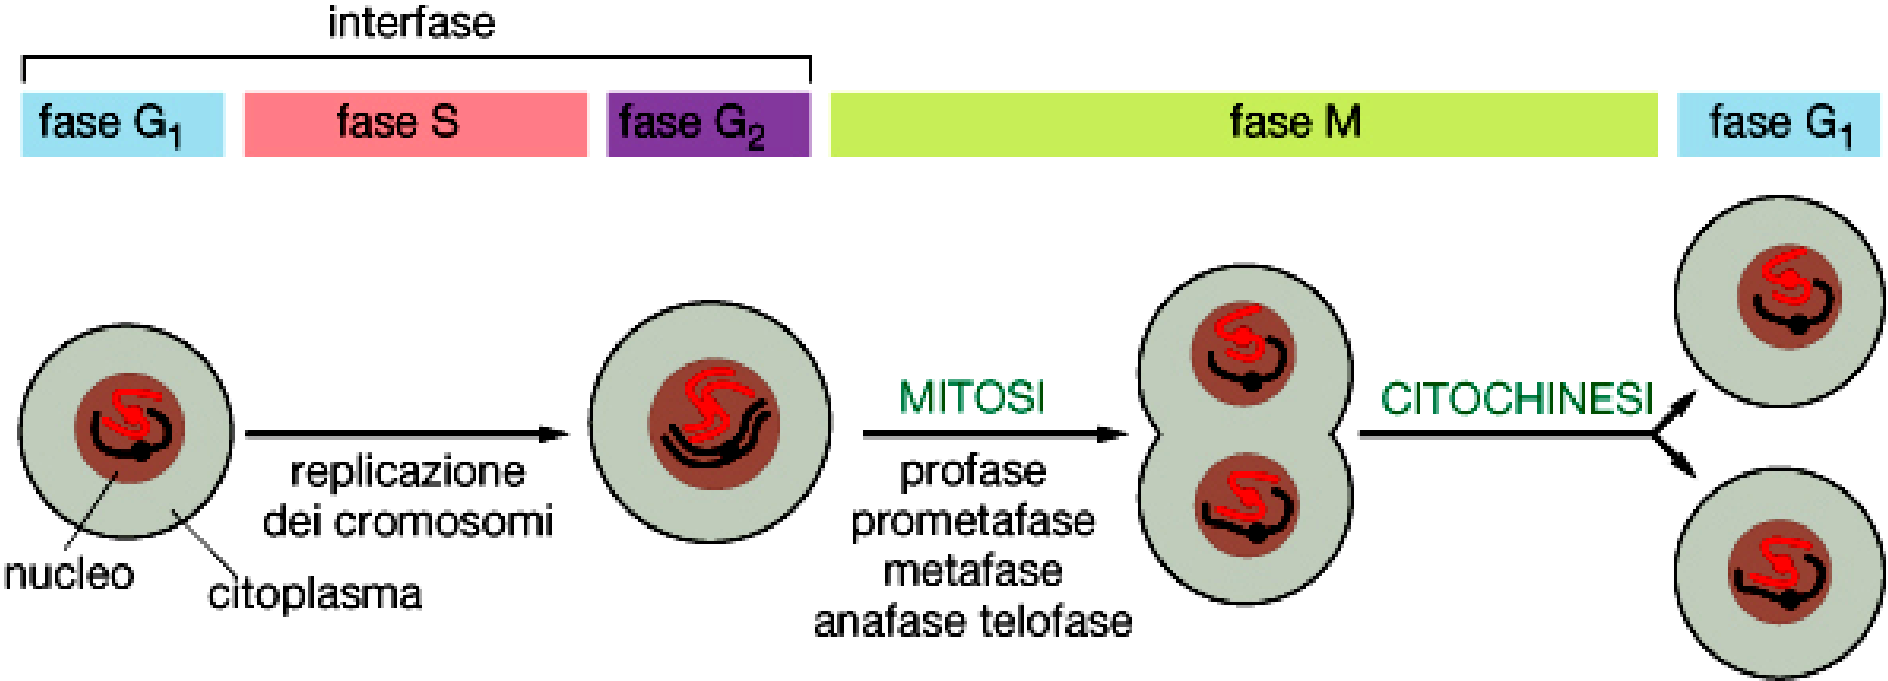 interfase
fase G₁
fase S
fase G₂
fase M
fase G₁
MITOSI
CITOCHINESI
replicazione
dei cromosomi
profase
prometafase
metafase
anafase telofase
nucleo
citoplasma